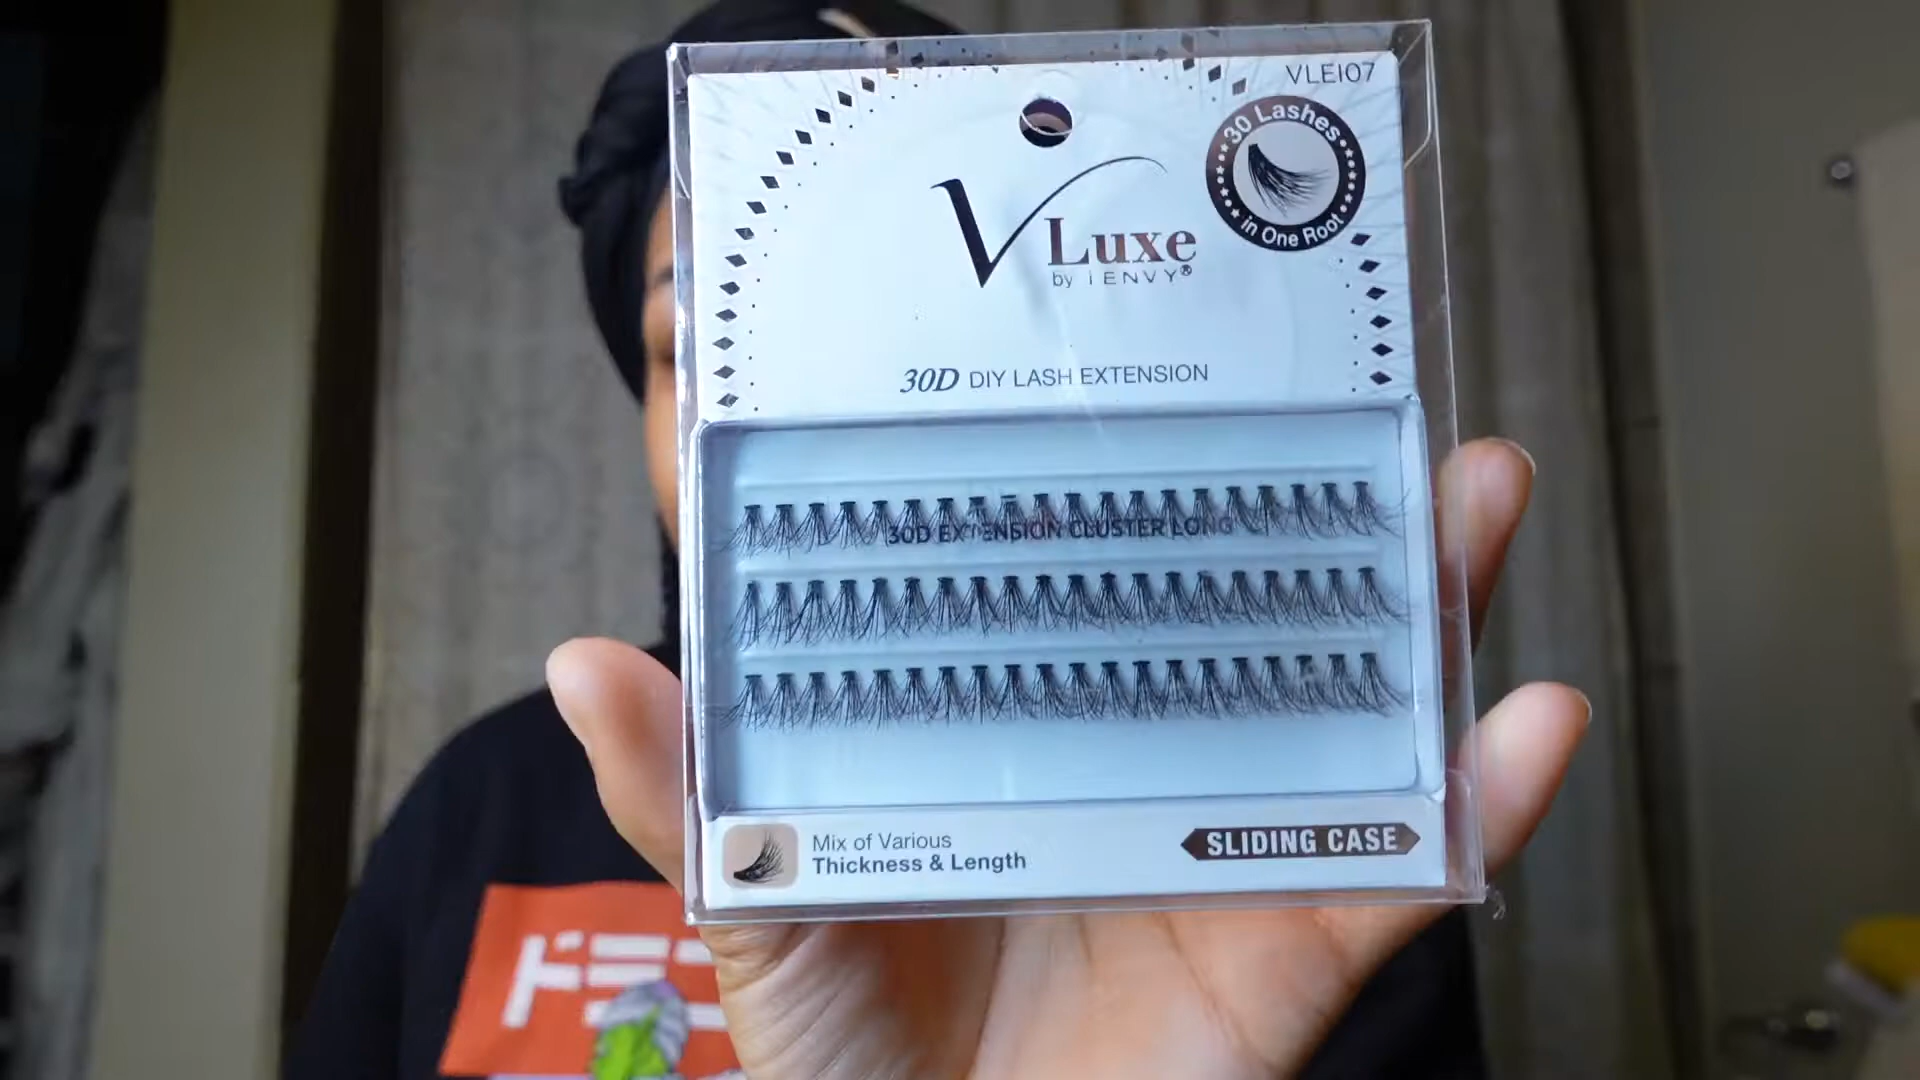 VLEI07
30 Lashes
in One Root
V Luxe
by iENVY®
30D DIY LASH EXTENSION
30D EXTENSION CLUSTER LONG
Mix of Various
Thickness & Length
SLIDING CASE